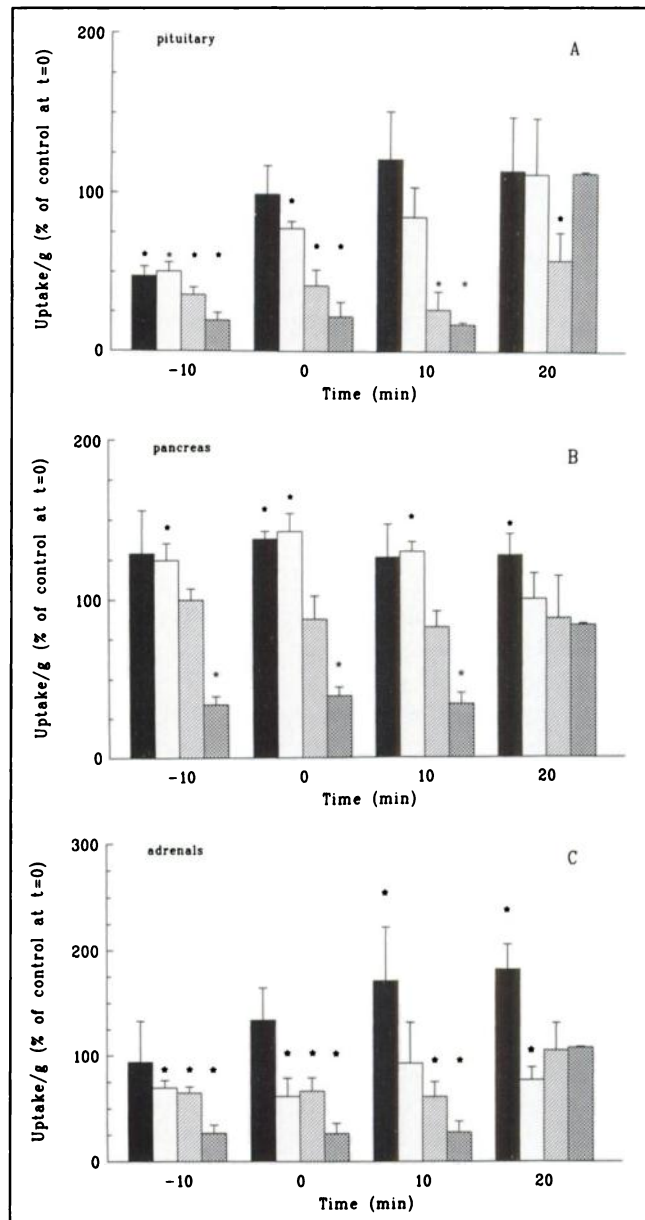 200
pituitary
A
Uptake/g (% of control at t=0)
100
* * * *
* * *
* *
*
0
-10 0 10 20
Time (min)
200
pancreas
B
Uptake/g (% of control at t=0)
* * * * *
100
* * *
0
-10 0 10 20
Time (min)
300
adrenals
C
Uptake/g (% of control at t=0)
200
* *
100
* * * * * * * * *
0
-10 0 10 20
Time (min)